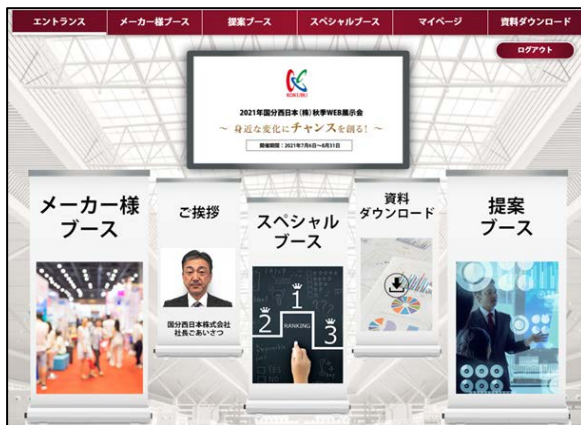 エントランス
メーカー様ブース
提案ブース
スペシャルブース
マイページ
資料ダウンロード
ログアウト
KOKUBU
2021年国分西日本(株)秋季WEB展示会
～ 身近な変化にチャンスを創る! ～
開催期間：2021年7月6日〜8月31日
メーカー様
ブース
ご挨拶
国分西日本株式会社
社長ごあいさつ
スペシャル
ブース
1
2
RANKING
3
資料
ダウンロード
提案
ブース